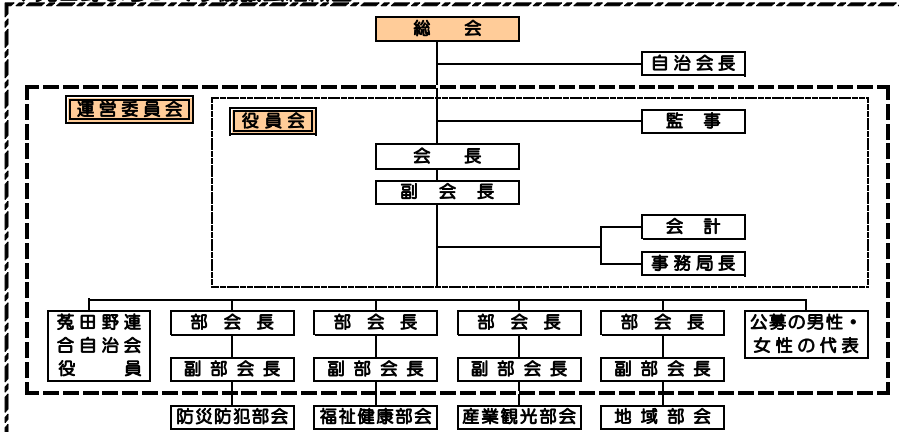 総会
自治会長
運営委員会
役員会
監事
会長
副会長
会計
事務局長
菟田野連
合自治会
役員
部会長
部会長
部会長
部会長
公募の男性・
女性の代表
副部会長
副部会長
副部会長
副部会長
防災防犯部会
福祉健康部会
産業観光部会
地域部会